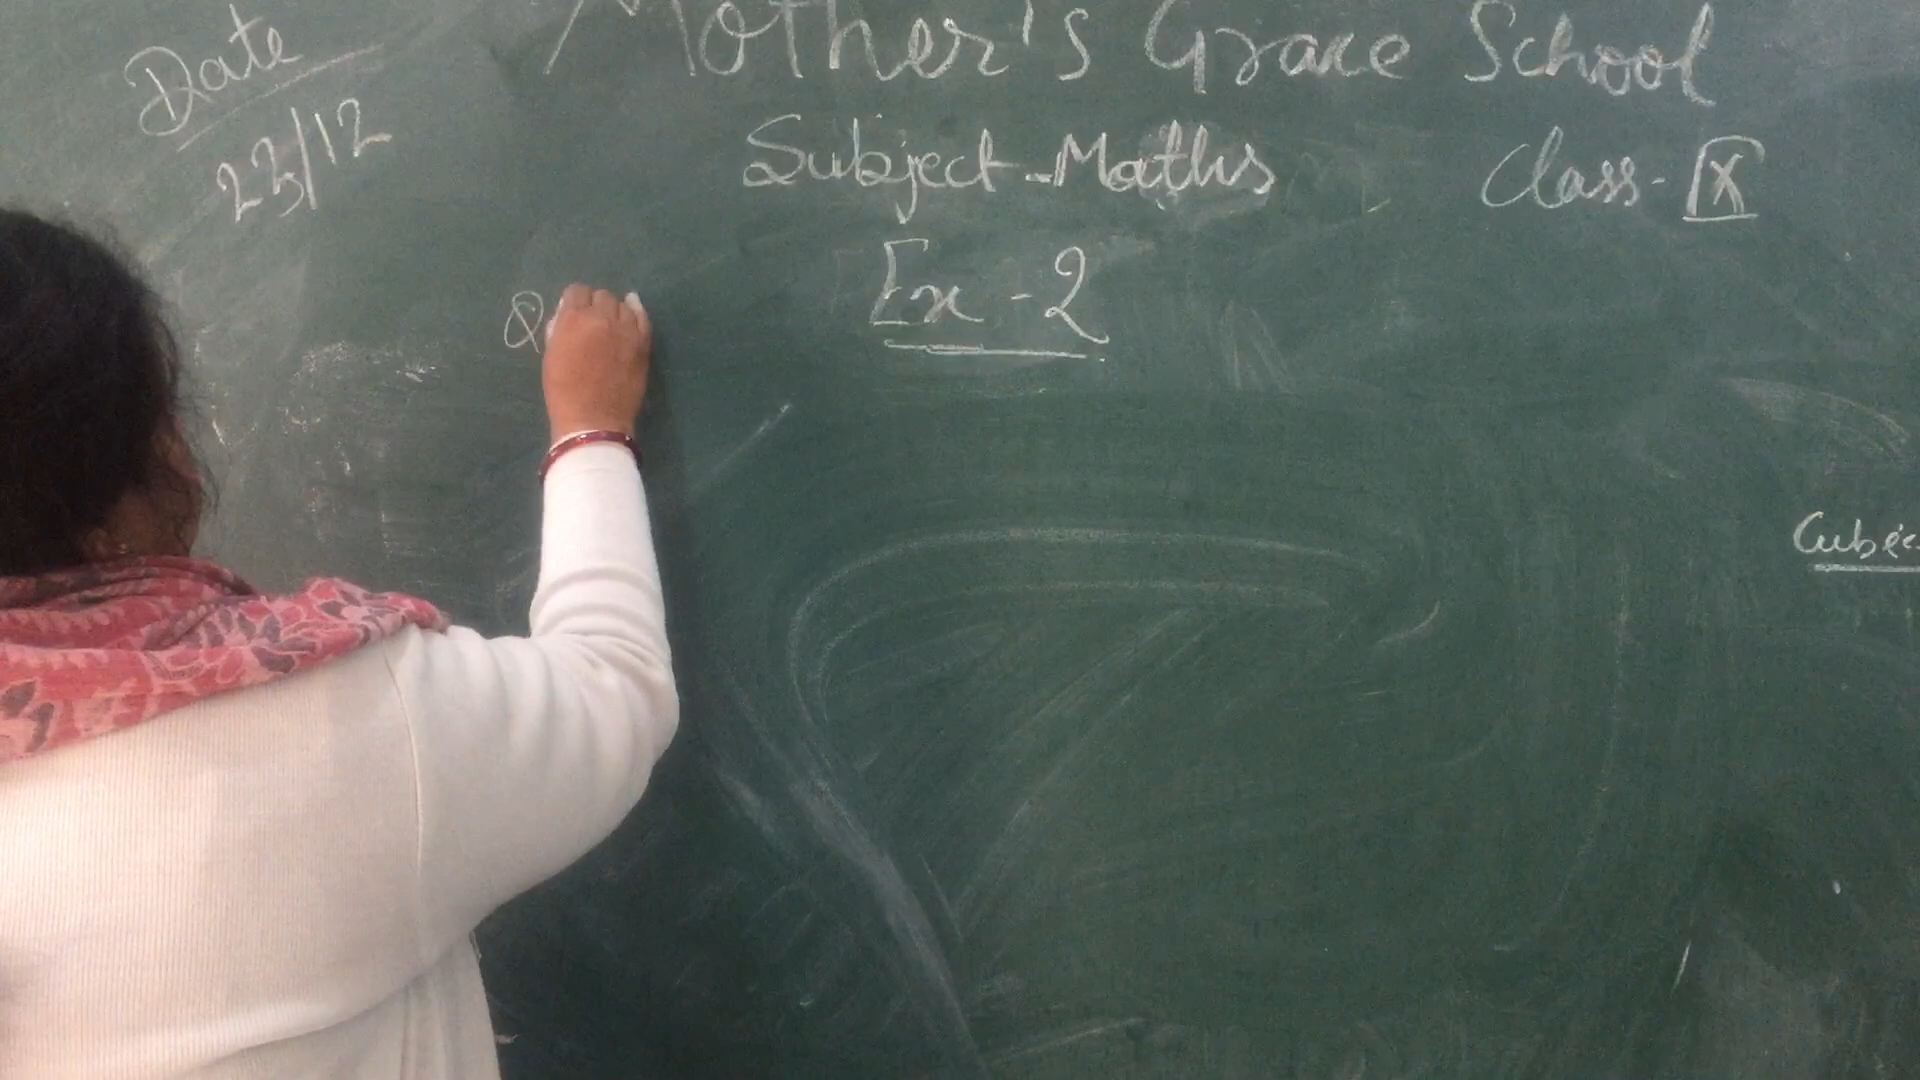 Mother's Grace School
Date
23/12
Subject-Maths
Class-IX
Ex-2
Q